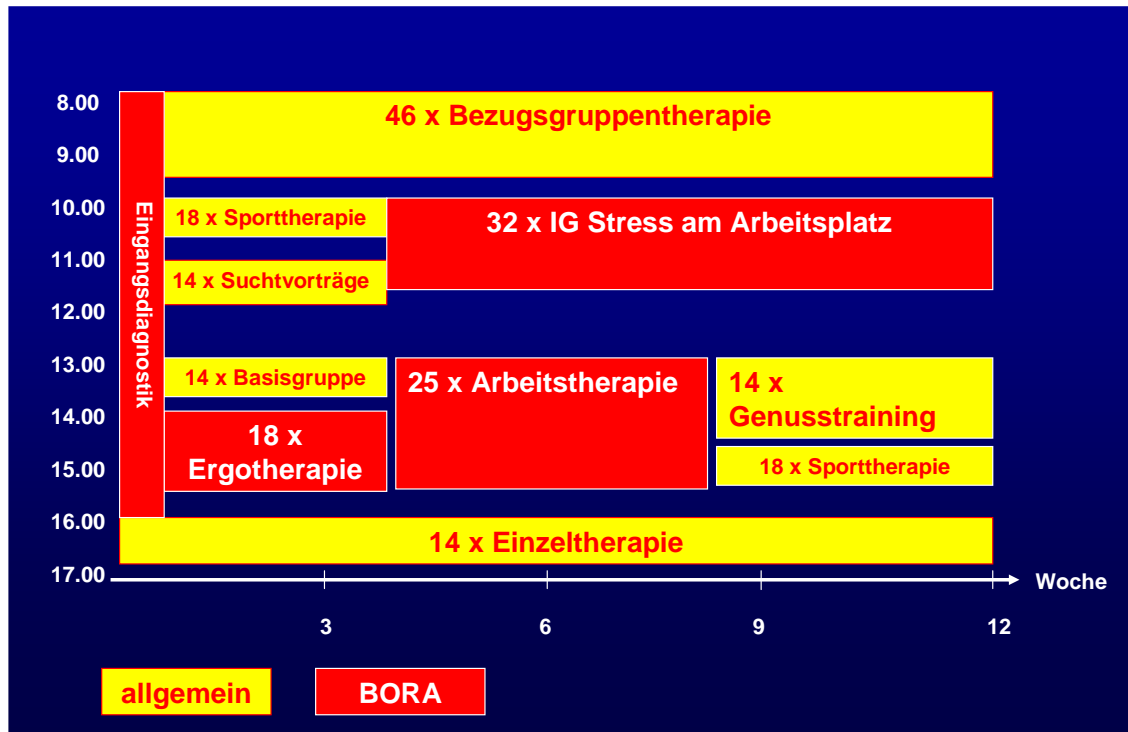 8.00
46 x Bezugsgruppentherapie
9.00
Eingangsdiagnostik
10.00
18 x Sporttherapie
32 x IG Stress am Arbeitsplatz
11.00
14 x Suchtvorträge
12.00
13.00
14 x Basisgruppe
25 x Arbeitstherapie
14 x
Genusstraining
14.00
18 x
Ergotherapie
15.00
18 x Sporttherapie
16.00
14 x Einzeltherapie
17.00
Woche
3
6
9
12
allgemein
BORA